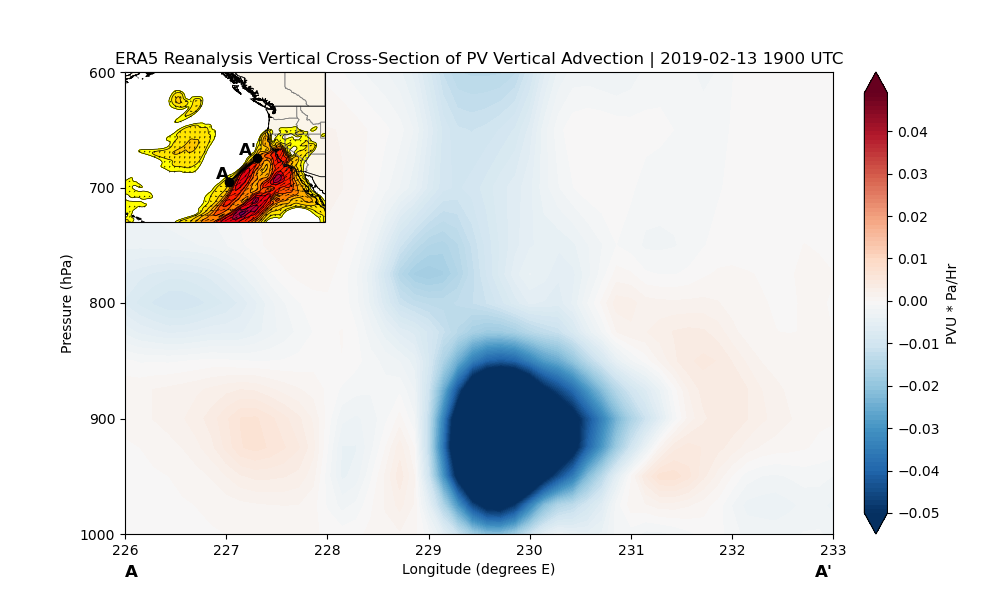 ERA5 Reanalysis Vertical Cross-Section of PV Vertical Advection | 2019-02-13 1900 UTC
600
700
800
900
1000
Pressure (hPa)
A'
A
226
227
228
229
230
231
232
233
Longitude (degrees E)
A
A'
0.04
0.03
0.02
0.01
0.00
−0.01
−0.02
−0.03
−0.04
−0.05
PVU * Pa/Hr